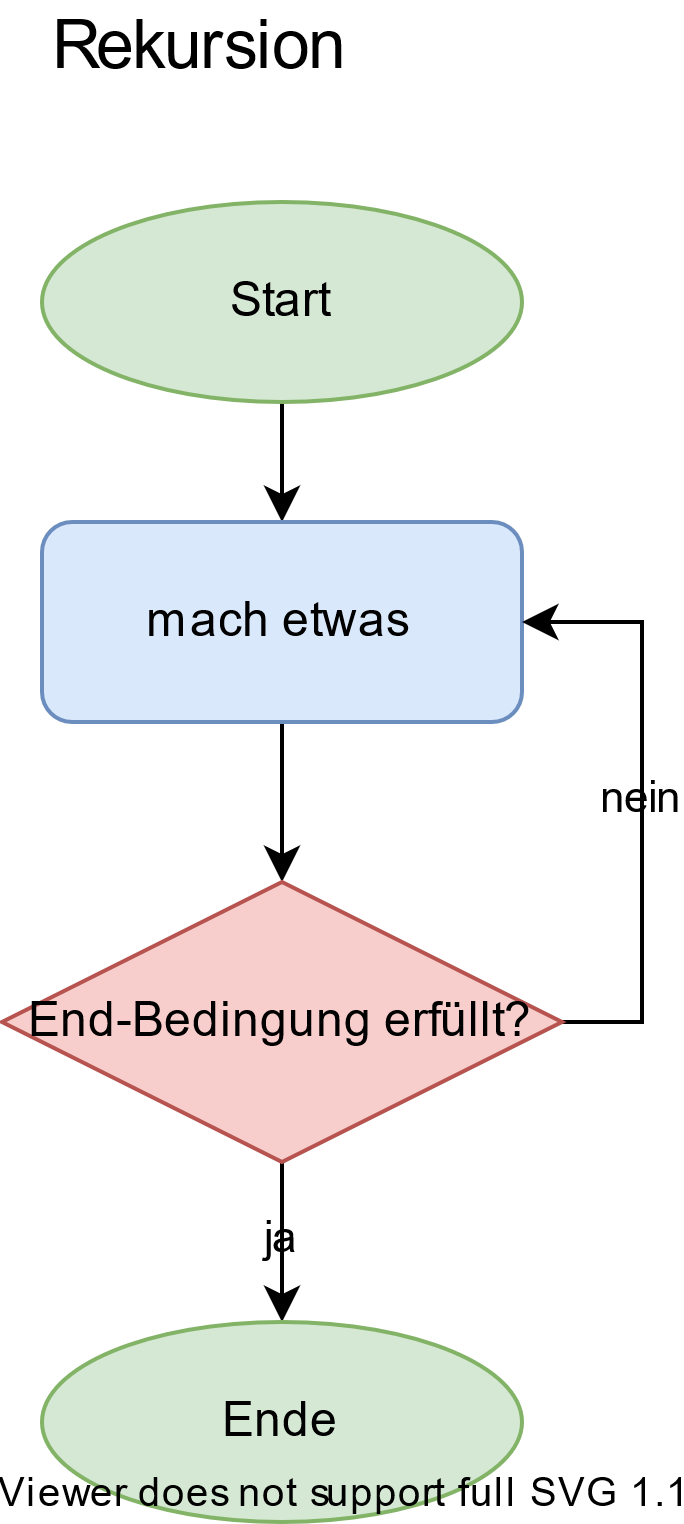 Rekursion
Start
mach etwas
nein
End-Bedingung erfüllt?
ja
Ende
Viewer does not support full SVG 1.1